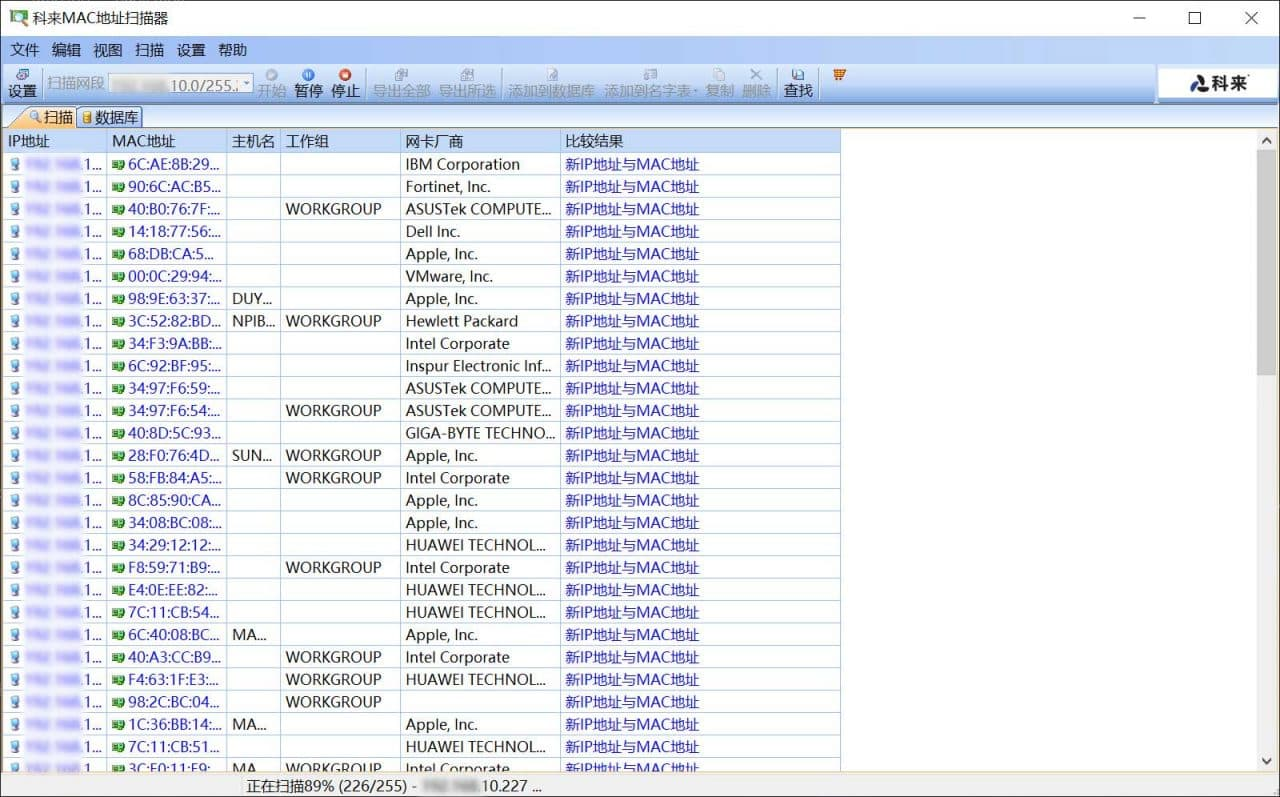 科来MAC地址扫描器
文件 编辑 视图 扫描 设置 帮助
设置 扫描网段 10.0/255.. 开始 暂停 停止 导出全部 导出所选 添加到数据库 添加到名字表 复制 删除 查找 科来
扫描 数据库
IP地址 MAC地址 主机名 工作组 网卡厂商 比较结果
1... 6C:AE:8B:29... IBM Corporation 新IP地址与MAC地址
1... 90:6C:AC:B5... Fortinet, Inc. 新IP地址与MAC地址
1... 40:B0:76:7F:... WORKGROUP ASUSTek COMPUTE... 新IP地址与MAC地址
1... 14:18:77:56:... Dell Inc. 新IP地址与MAC地址
1... 68:DB:CA:5... Apple, Inc. 新IP地址与MAC地址
1... 00:0C:29:94:... VMware, Inc. 新IP地址与MAC地址
1... 98:9E:63:37:... DUY... Apple, Inc. 新IP地址与MAC地址
1... 3C:52:82:BD... NPIB... WORKGROUP Hewlett Packard 新IP地址与MAC地址
1... 34:F3:9A:BB:... Intel Corporate 新IP地址与MAC地址
1... 6C:92:BF:95:... Inspur Electronic Inf... 新IP地址与MAC地址
1... 34:97:F6:59:... ASUSTek COMPUTE... 新IP地址与MAC地址
1... 34:97:F6:54:... WORKGROUP ASUSTek COMPUTE... 新IP地址与MAC地址
1... 40:8D:5C:93... GIGA-BYTE TECHNO... 新IP地址与MAC地址
1... 28:F0:76:4D... SUN... WORKGROUP Apple, Inc. 新IP地址与MAC地址
1... 58:FB:84:A5:... WORKGROUP Intel Corporate 新IP地址与MAC地址
1... 8C:85:90:CA... Apple, Inc. 新IP地址与MAC地址
1... 34:08:BC:08:... Apple, Inc. 新IP地址与MAC地址
1... 34:29:12:12:... HUAWEI TECHNOL... 新IP地址与MAC地址
1... F8:59:71:B9:... WORKGROUP Intel Corporate 新IP地址与MAC地址
1... E4:0E:EE:82:... HUAWEI TECHNOL... 新IP地址与MAC地址
1... 7C:11:CB:54... HUAWEI TECHNOL... 新IP地址与MAC地址
1... 6C:40:08:BC... MA... Apple, Inc. 新IP地址与MAC地址
1... 40:A3:CC:B9... WORKGROUP Intel Corporate 新IP地址与MAC地址
1... F4:63:1F:E3:... WORKGROUP HUAWEI TECHNOL... 新IP地址与MAC地址
1... 98:2C:BC:04... WORKGROUP 新IP地址与MAC地址
1... 1C:36:BB:14:... MA... Apple, Inc. 新IP地址与MAC地址
1... 7C:11:CB:51... HUAWEI TECHNOL... 新IP地址与MAC地址
1... 3C:F0:11:F9:... MA... WORKGROUP Intel Corporate 新IP地址与MAC地址
正在扫描89% (226/255) - 10.227 ...